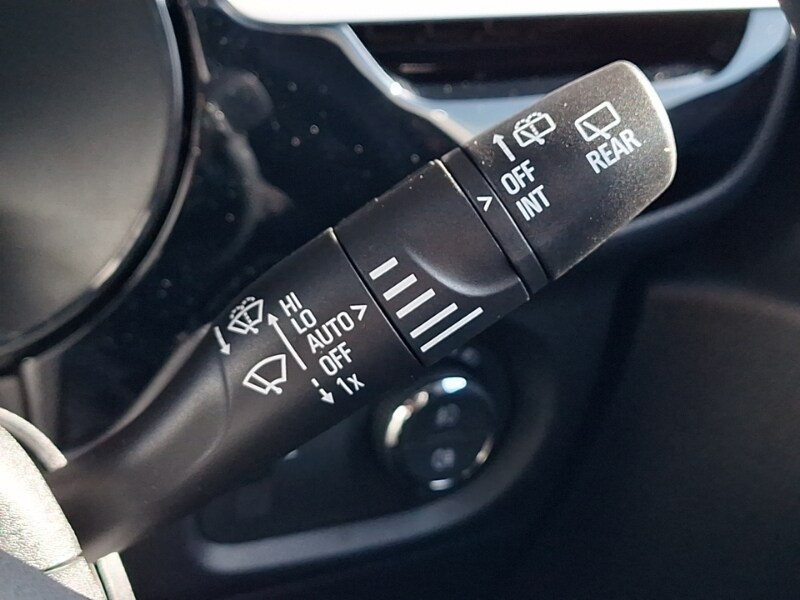 REAR
OFF
INT
HI
LO
AUTO
OFF
1x